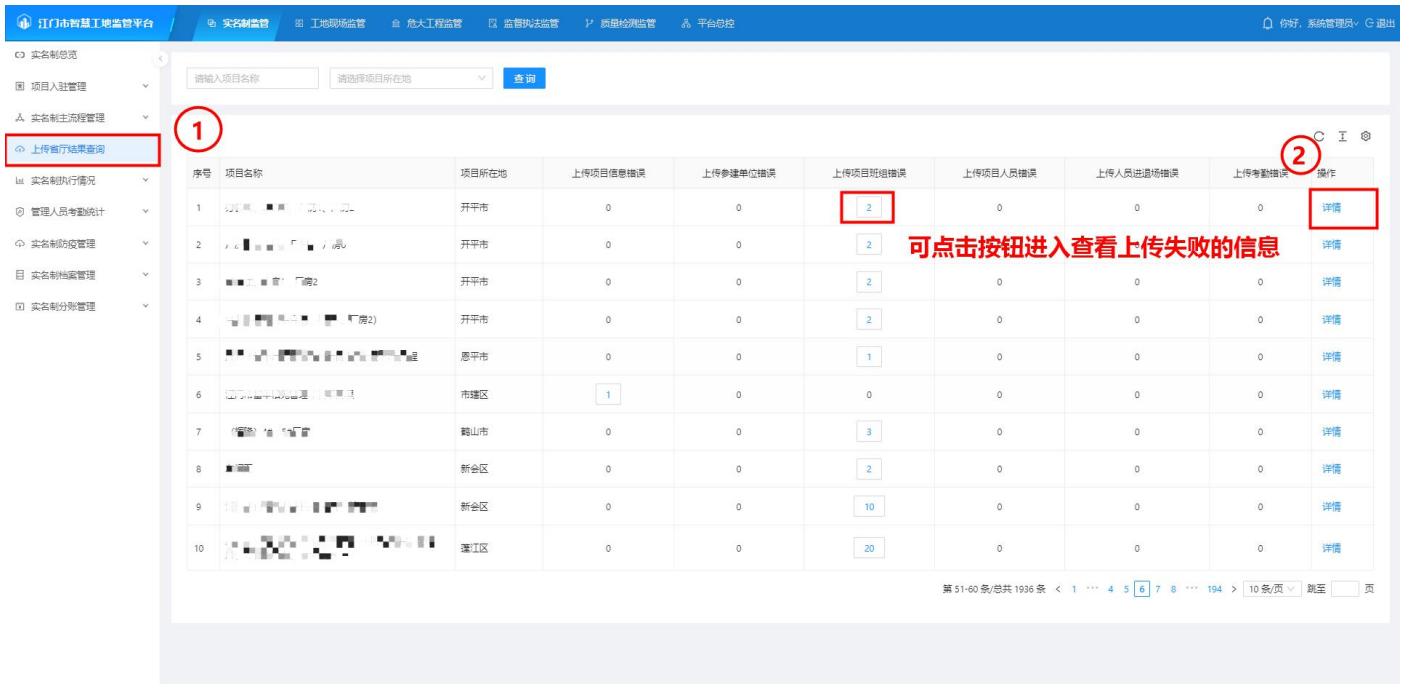 江门市智慧工地监管平台 实名制监管 工地现场监管 危大工程监管 监督执法监管 质量检测监管 平台总控 你好, 系统管理员 退出
实名制总览
项目入驻管理
实名制主流程管理
上传省厅结果查询
实名制执行情况
管理人员考勤统计
实名制防疫管理
实名制档案管理
实名制分账管理
请输入项目名称 请选择项目所在地 查询
1
2
序号 项目名称 项目所在地 上传项目信息错误 上传参建单位错误 上传项目班组错误 上传项目人员错误 上传人员进退场错误 上传考勤错误 操作
1 开平市 0 0 2 0 0 0 详情
可点击按钮进入查看上传失败的信息
2 开平市 0 0 2 0 0 0 详情
3 房2 开平市 0 0 2 0 0 0 详情
4 房2) 开平市 0 0 2 0 0 0 详情
5 程 恩平市 0 0 1 0 0 0 详情
6 市辖区 1 0 0 0 0 0 详情
7 鹤山市 0 0 3 0 0 0 详情
8 新会区 0 0 2 0 0 0 详情
9 新会区 0 0 10 0 0 0 详情
10 蓬江区 0 0 20 0 0 0 详情
第 51-60 条/总共 1936 条 < 1 ··· 4 5 6 7 8 ··· 194 > 10 条/页 跳至 页